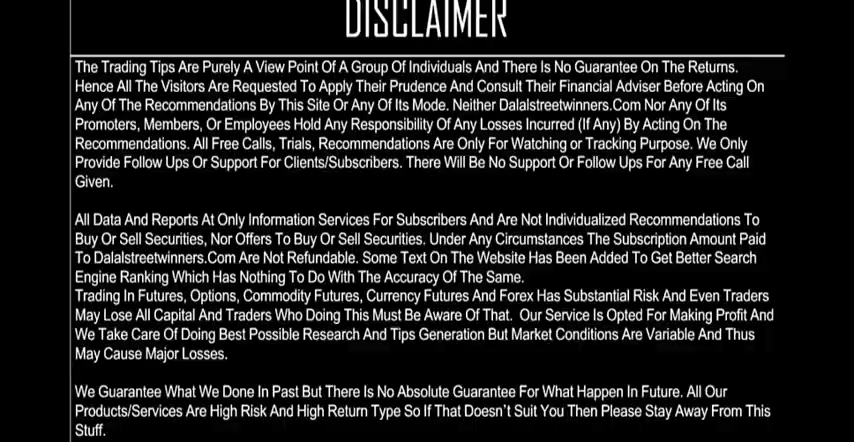 DISCLAIMER
The Trading Tips Are Purely A View Point Of A Group Of Individuals And There Is No Guarantee On The Returns.
Hence All The Visitors Are Requested To Apply Their Prudence And Consult Their Financial Adviser Before Acting On
Any Of The Recommendations By This Site Or Any Of Its Mode. Neither Dalalstreetwinners.Com Nor Any Of Its
Promoters, Members, Or Employees Hold Any Responsibility Of Any Losses Incurred (If Any) By Acting On The
Recommendations. All Free Calls, Trials, Recommendations Are Only For Watching or Tracking Purpose. We Only
Provide Follow Ups Or Support For Clients/Subscribers. There Will Be No Support Or Follow Ups For Any Free Call
Given.
All Data And Reports At Only Information Services For Subscribers And Are Not Individualized Recommendations To
Buy Or Sell Securities, Nor Offers To Buy Or Sell Securities. Under Any Circumstances The Subscription Amount Paid
To Dalalstreetwinners.Com Are Not Refundable. Some Text On The Website Has Been Added To Get Better Search
Engine Ranking Which Has Nothing To Do With The Accuracy Of The Same.
Trading In Futures, Options, Commodity Futures, Currency Futures And Forex Has Substantial Risk And Even Traders
May Lose All Capital And Traders Who Doing This Must Be Aware Of That. Our Service Is Opted For Making Profit And
We Take Care Of Doing Best Possible Research And Tips Generation But Market Conditions Are Variable And Thus
May Cause Major Losses.
We Guarantee What We Done In Past But There Is No Absolute Guarantee For What Happen In Future. All Our
Products/Services Are High Risk And High Return Type So If That Doesn't Suit You Then Please Stay Away From This
Stuff.